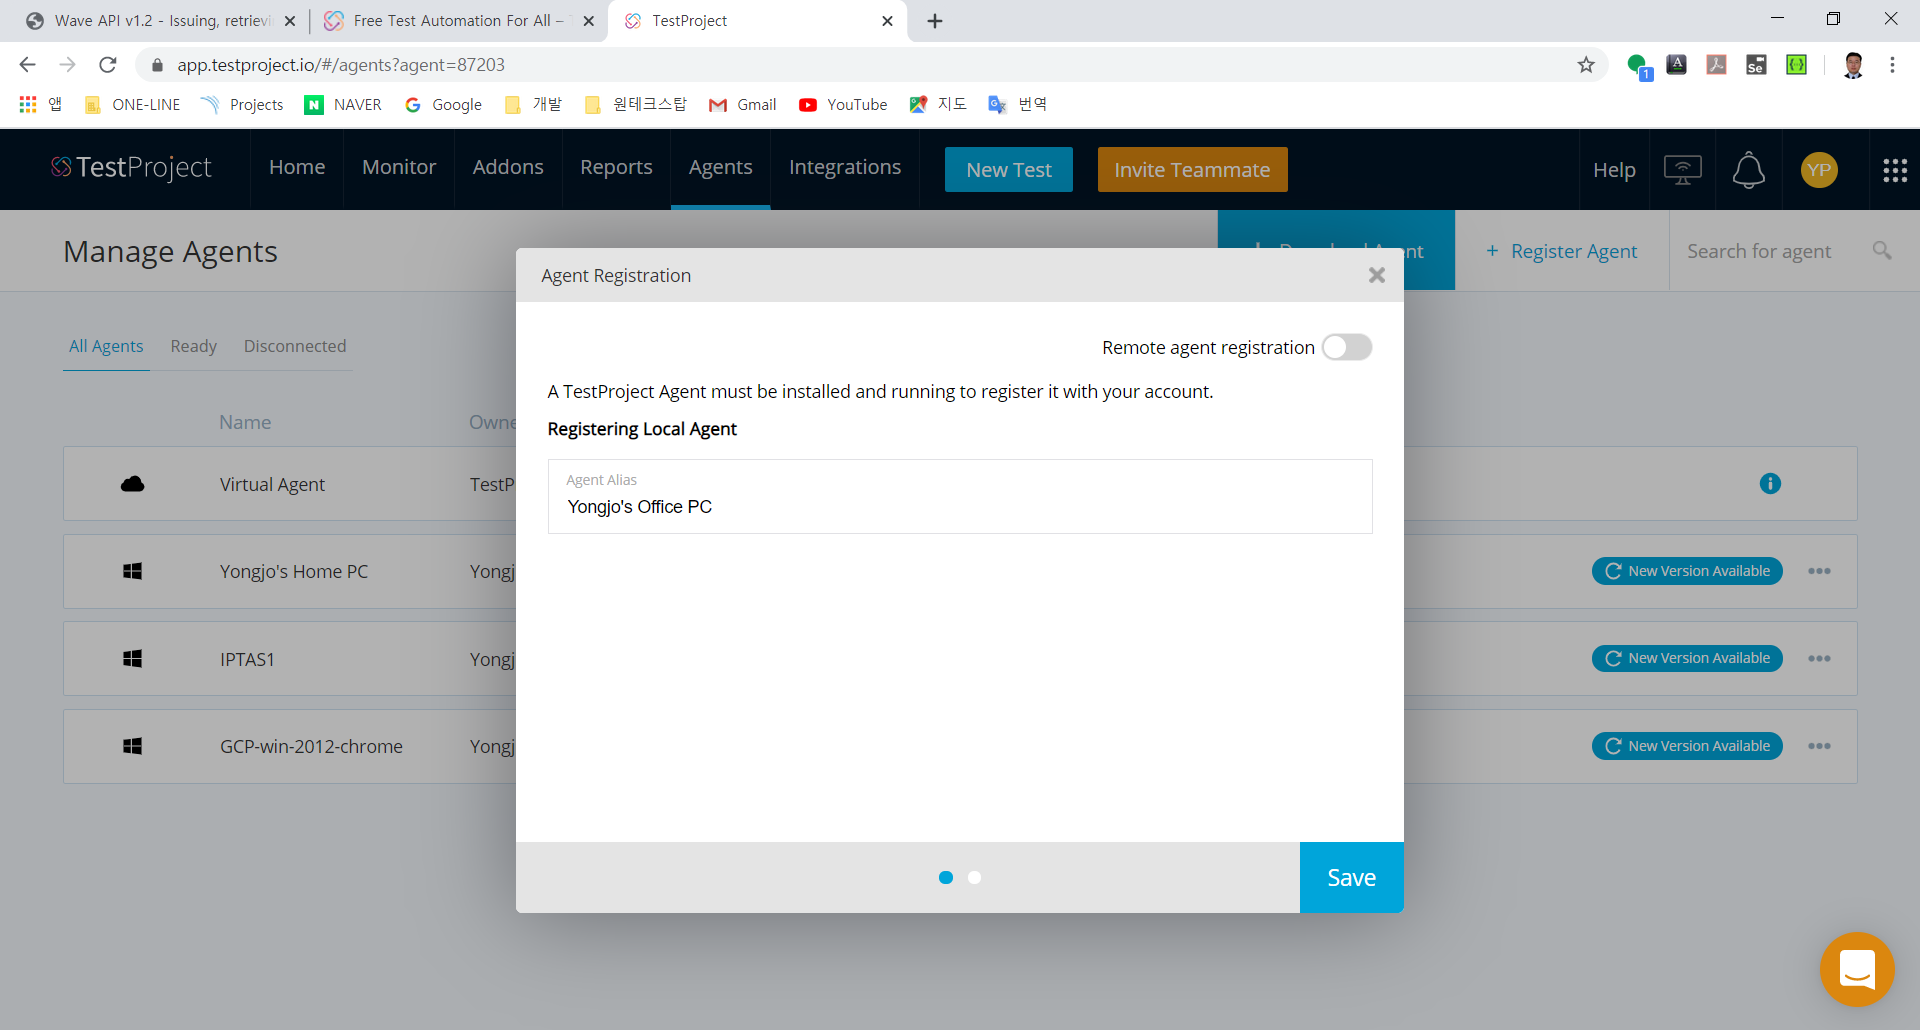 Wave API v1.2 - Issuing, retrievi
Free Test Automation For All –
TestProject
app.testproject.io/#/agents?agent=87203
1
앱
ONE-LINE
Projects
NAVER
Google
개발
원테크스탑
Gmail
YouTube
지도
번역
TestProject
Home
Monitor
Addons
Reports
Agents
Integrations
New Test
Invite Teammate
Help
YP
Manage Agents
+ Register Agent
Search for agent
Agent Registration
Remote agent registration
All Agents
Ready
Disconnected
A TestProject Agent must be installed and running to register it with your account.
Registering Local Agent
Name
Owne
Agent Alias
Yongjo's Office PC
Virtual Agent
TestP
Yongjo's Home PC
Yongj
New Version Available
IPTAS1
Yongj
New Version Available
GCP-win-2012-chrome
Yongj
New Version Available
Save